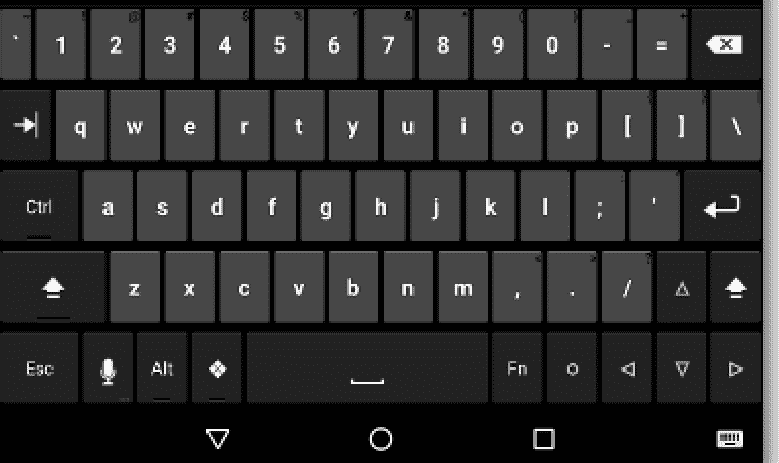 ` 1 2 3 4 5 6 7 8 9 0 - =
q w e r t y u i o p [ ] \
Ctrl a s d f g h j k l ; '
z x c v b n m , . /
Esc Alt Fn